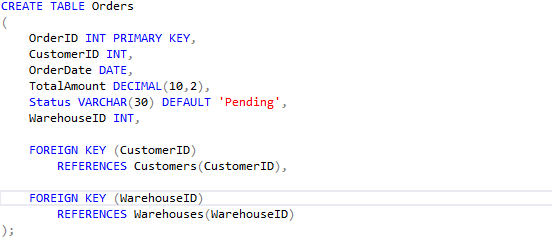 CREATE TABLE Orders
(
    OrderID INT PRIMARY KEY,
    CustomerID INT,
    OrderDate DATE,
    TotalAmount DECIMAL(10,2),
    Status VARCHAR(30) DEFAULT 'Pending',
    WarehouseID INT,

    FOREIGN KEY (CustomerID)
        REFERENCES Customers(CustomerID),

    FOREIGN KEY (WarehouseID)
        REFERENCES Warehouses(WarehouseID)
);